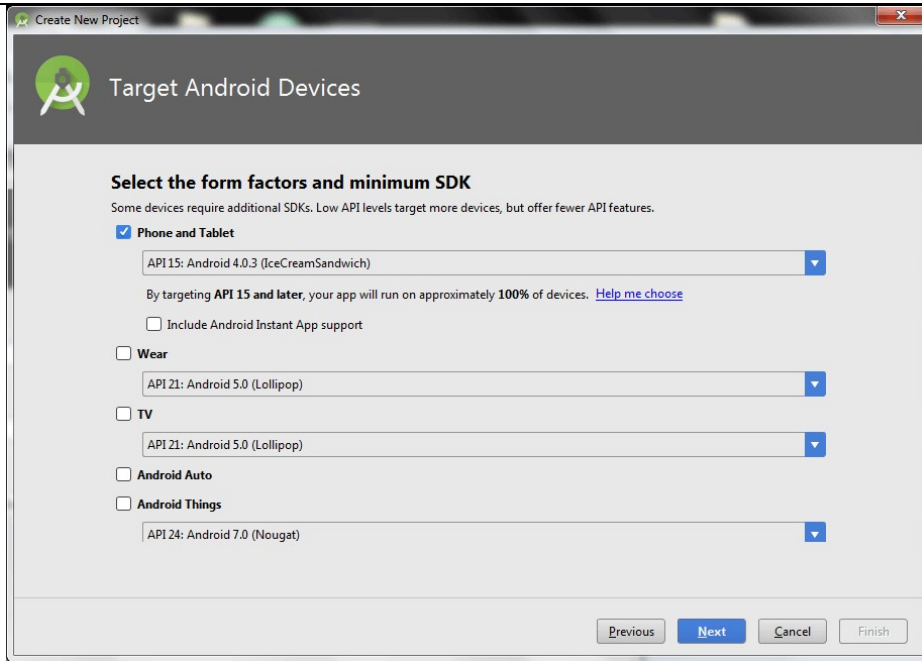 Create New Project
Target Android Devices
Select the form factors and minimum SDK
Some devices require additional SDKs. Low API levels target more devices, but offer fewer API features.
Phone and Tablet
API 15: Android 4.0.3 (IceCreamSandwich)
By targeting API 15 and later, your app will run on approximately 100% of devices. Help me choose
Include Android Instant App support
Wear
API 21: Android 5.0 (Lollipop)
TV
API 21: Android 5.0 (Lollipop)
Android Auto
Android Things
API 24: Android 7.0 (Nougat)
Previous Next Cancel Finish